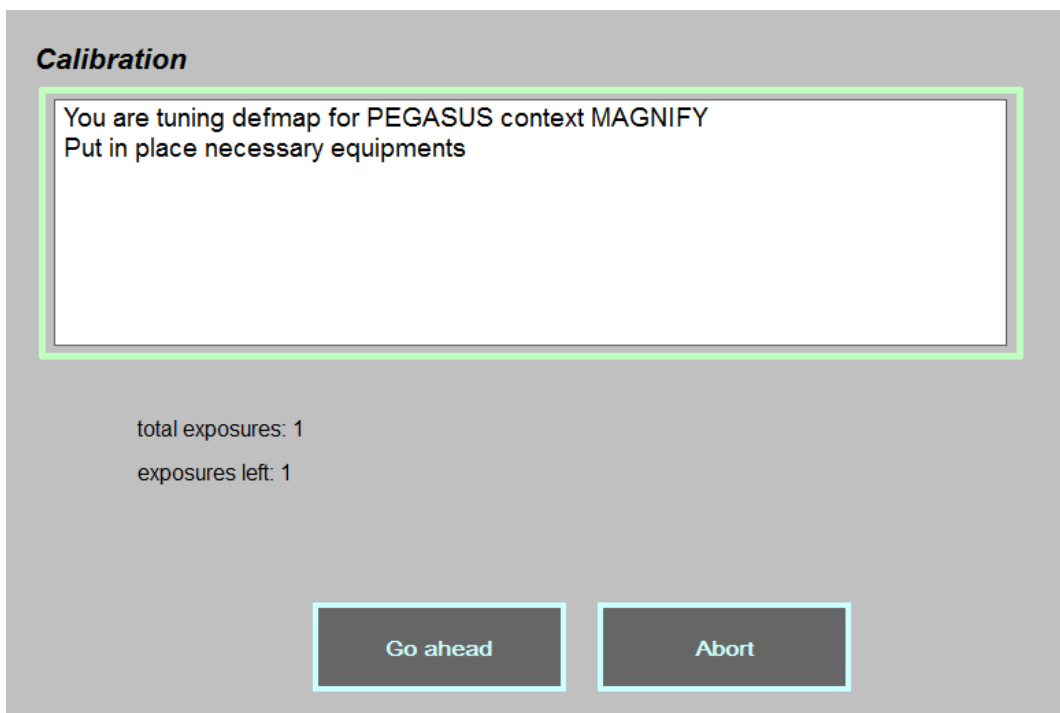 Calibration
You are tuning defmap for PEGASUS context MAGNIFY
Put in place necessary equipments
total exposures: 1
exposures left: 1
Go ahead
Abort